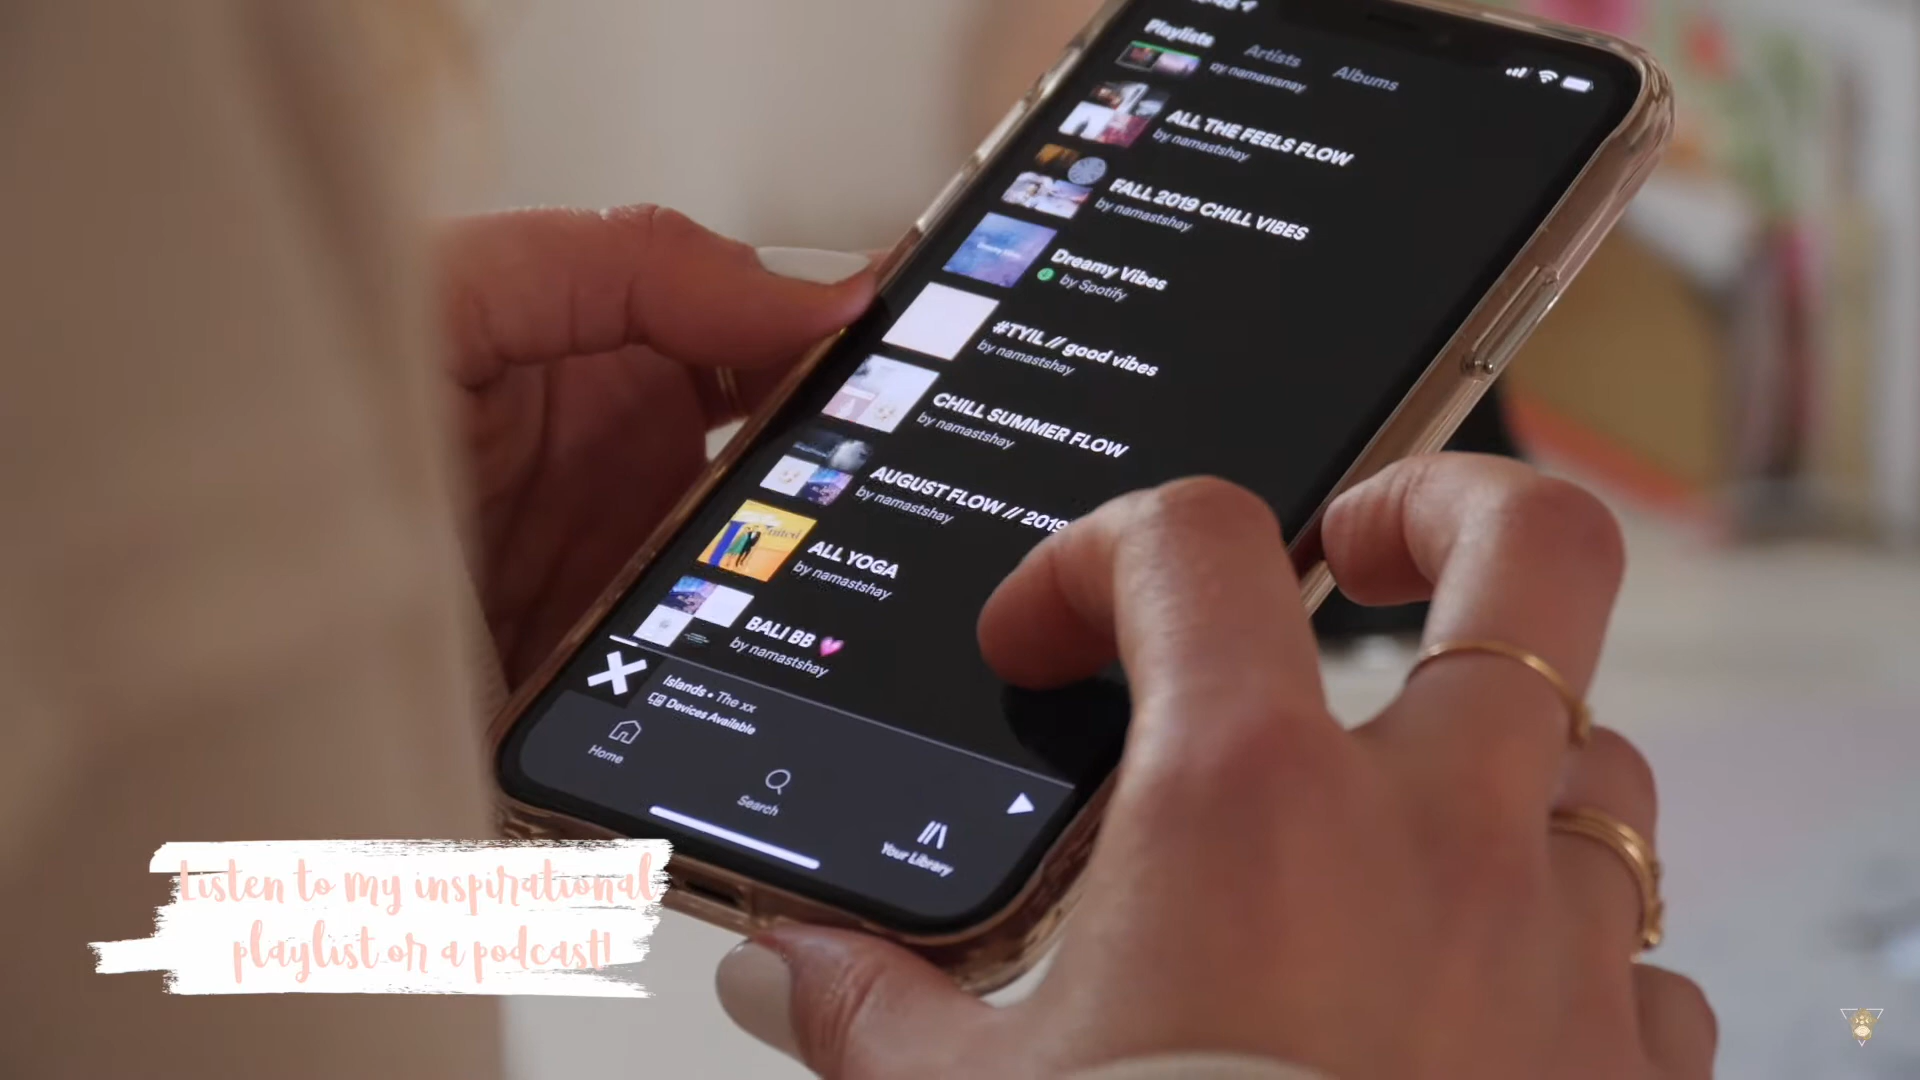 Playlists Artists Albums
by namastshay
ALL THE FEELS FLOW
by namastshay
FALL 2019 CHILL VIBES
by namastshay
Dreamy Vibes
by Spotify
#TYIL // good vibes
by namastshay
CHILL SUMMER FLOW
by namastshay
AUGUST FLOW // 2019
by namastshay
ALL YOGA
by namastshay
BALI BB 💗
by namastshay
Islands • The xx
Devices Available
Home
Search
Your Library
Listen to my inspirational
playlist or a podcast!